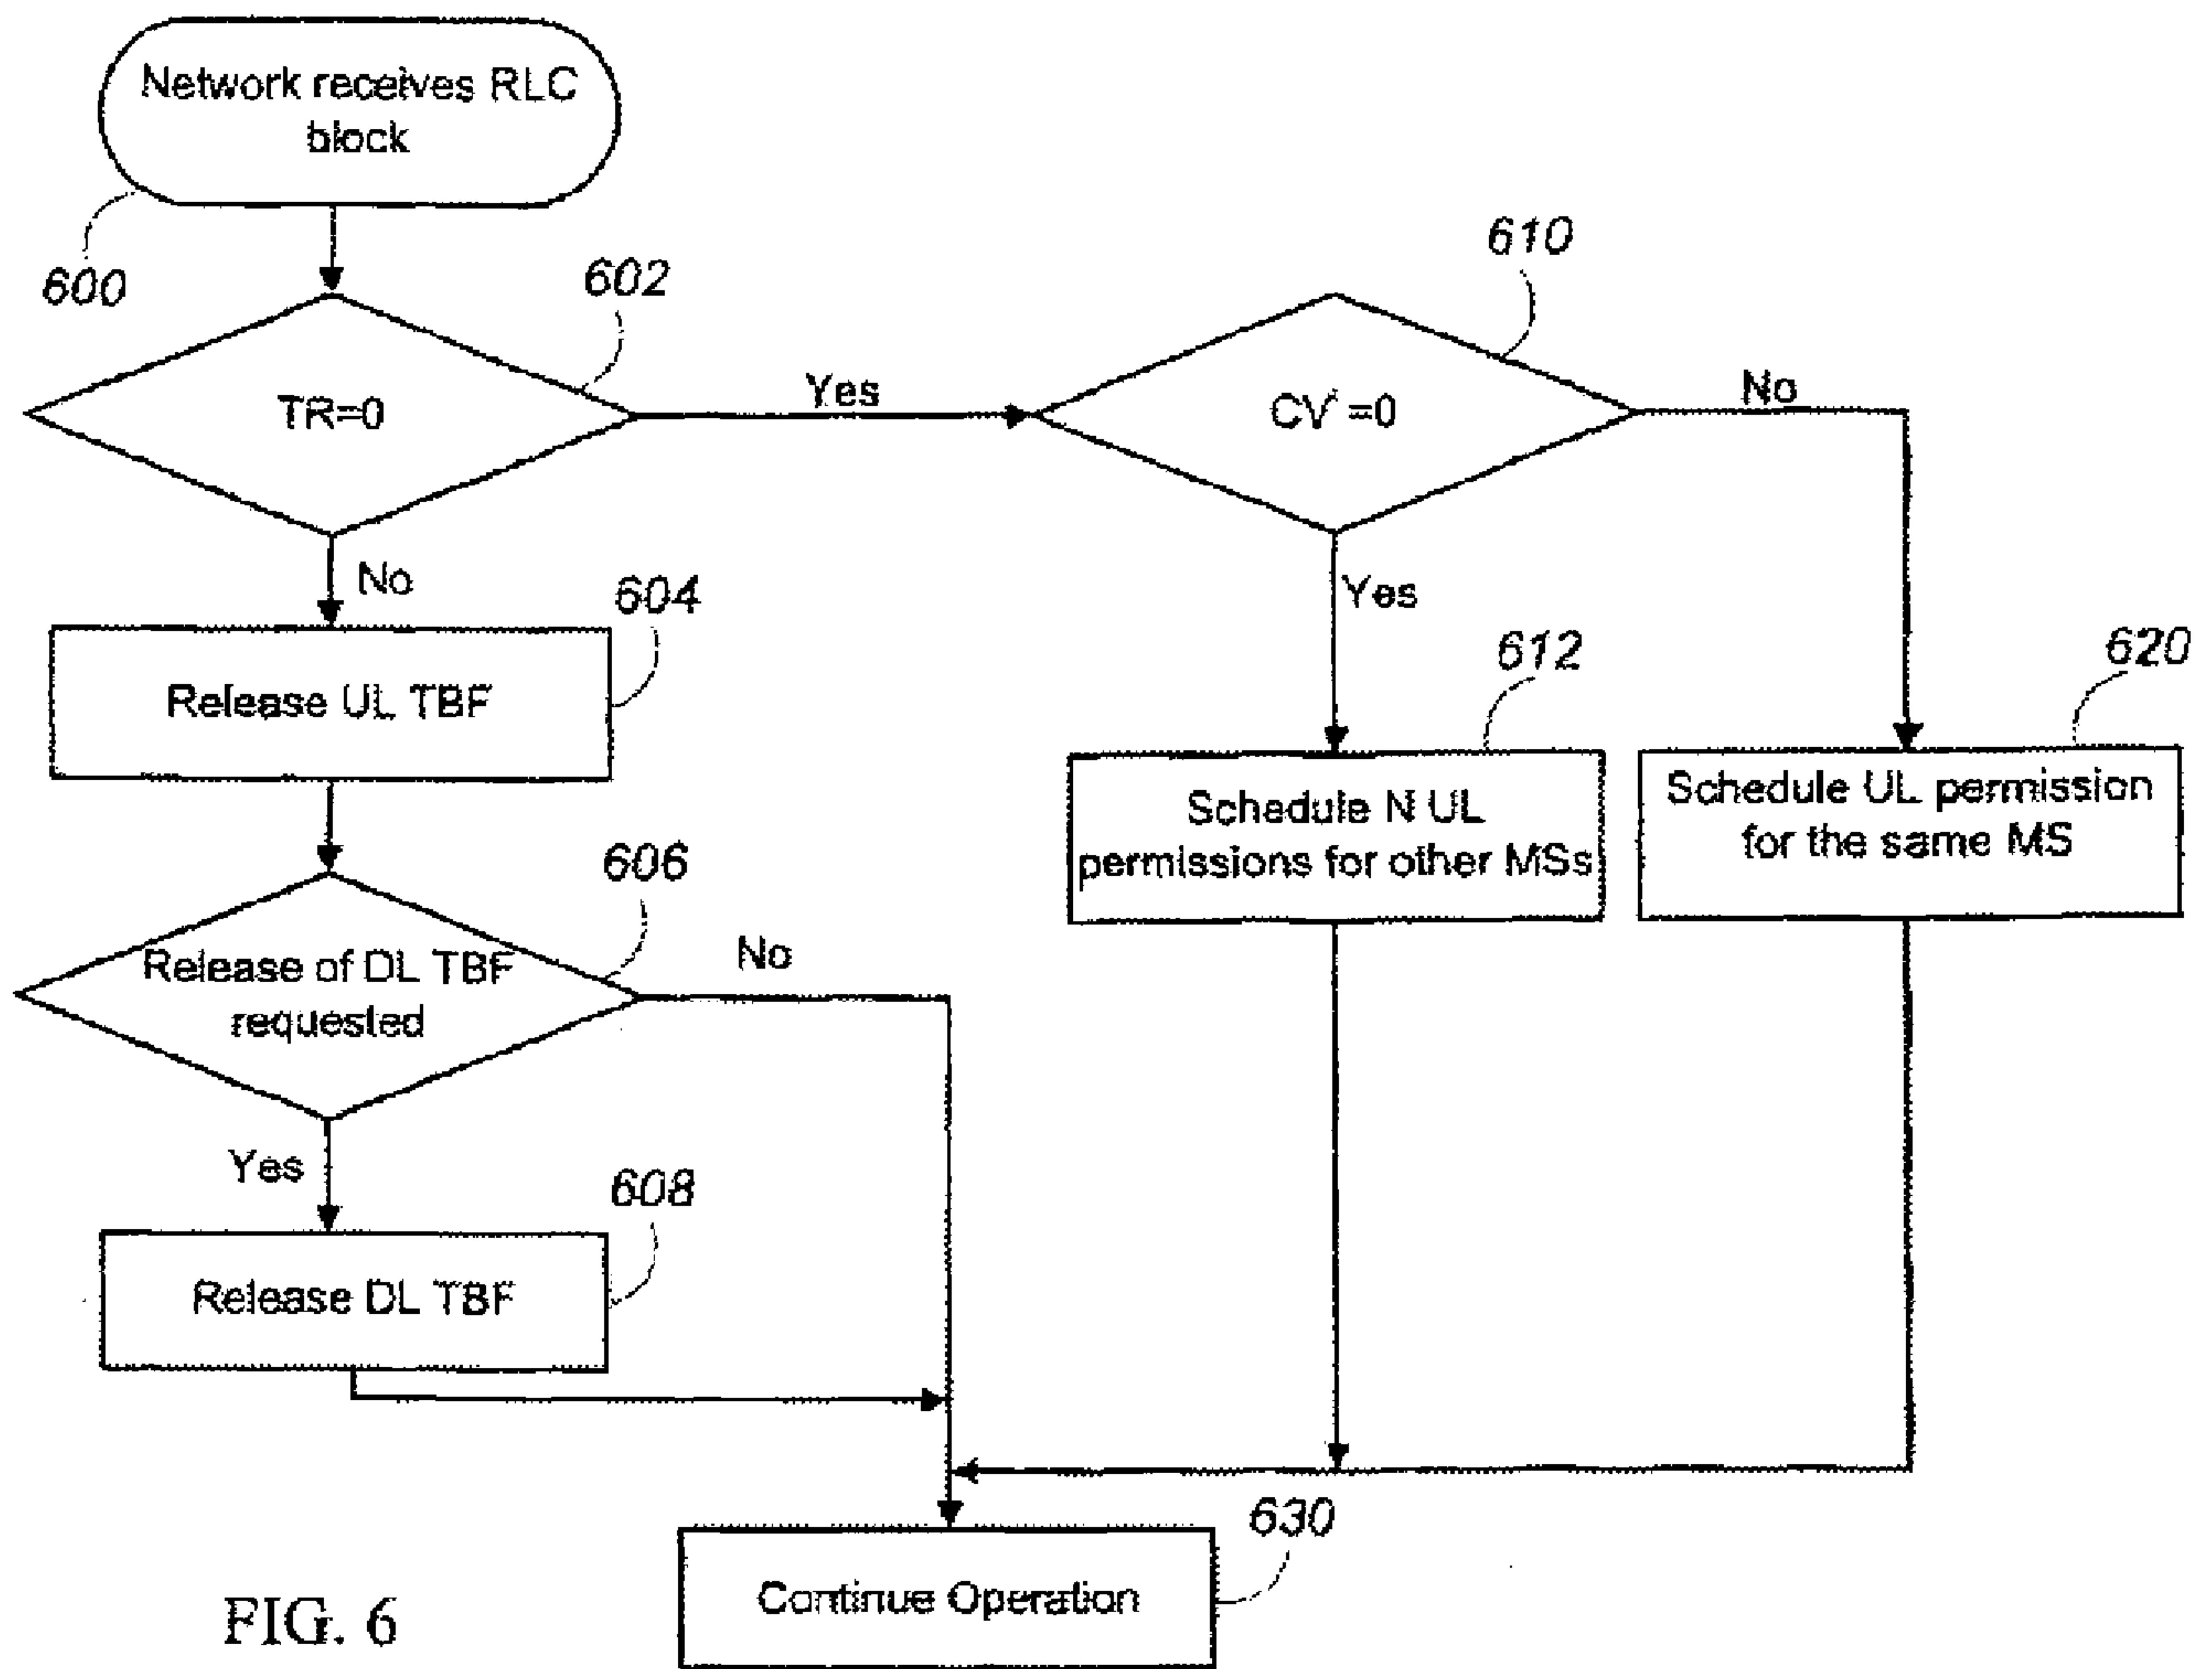 Network receives RLC
block
600
602
610
TR=0
Yes
CV'=0
No
No
Yes
604
Release UL TBF
612
620
Schedule N UL
permissions for other MSs
Schedule UL permission
for the same MS
606
Release of DL TBF
requested
No
Yes
608
Release DL TBF
630
Continue Operation
FIG. 6